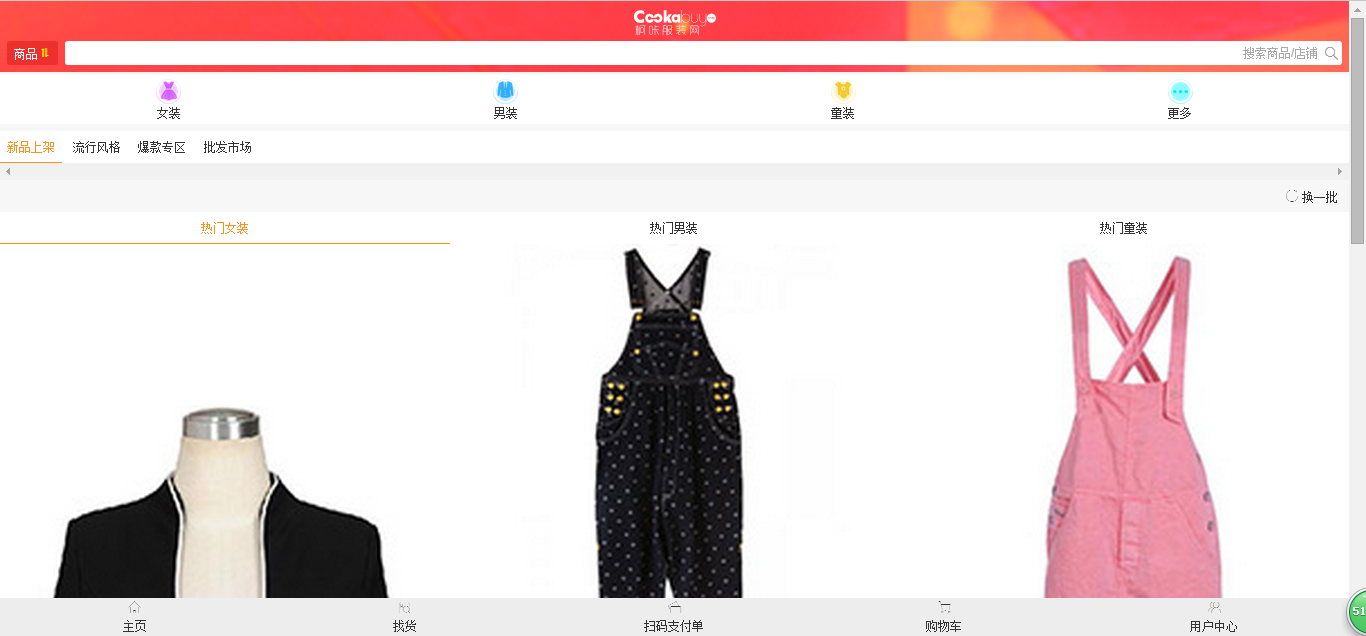 Cookabuy
柯咔服装网
商品
搜索商品/店铺
女装 男装 童装 更多
新品上架 流行风格 爆款专区 批发市场
换一批
热门女装 热门男装 热门童装
主页 找货 扫码支付单 购物车 用户中心
51